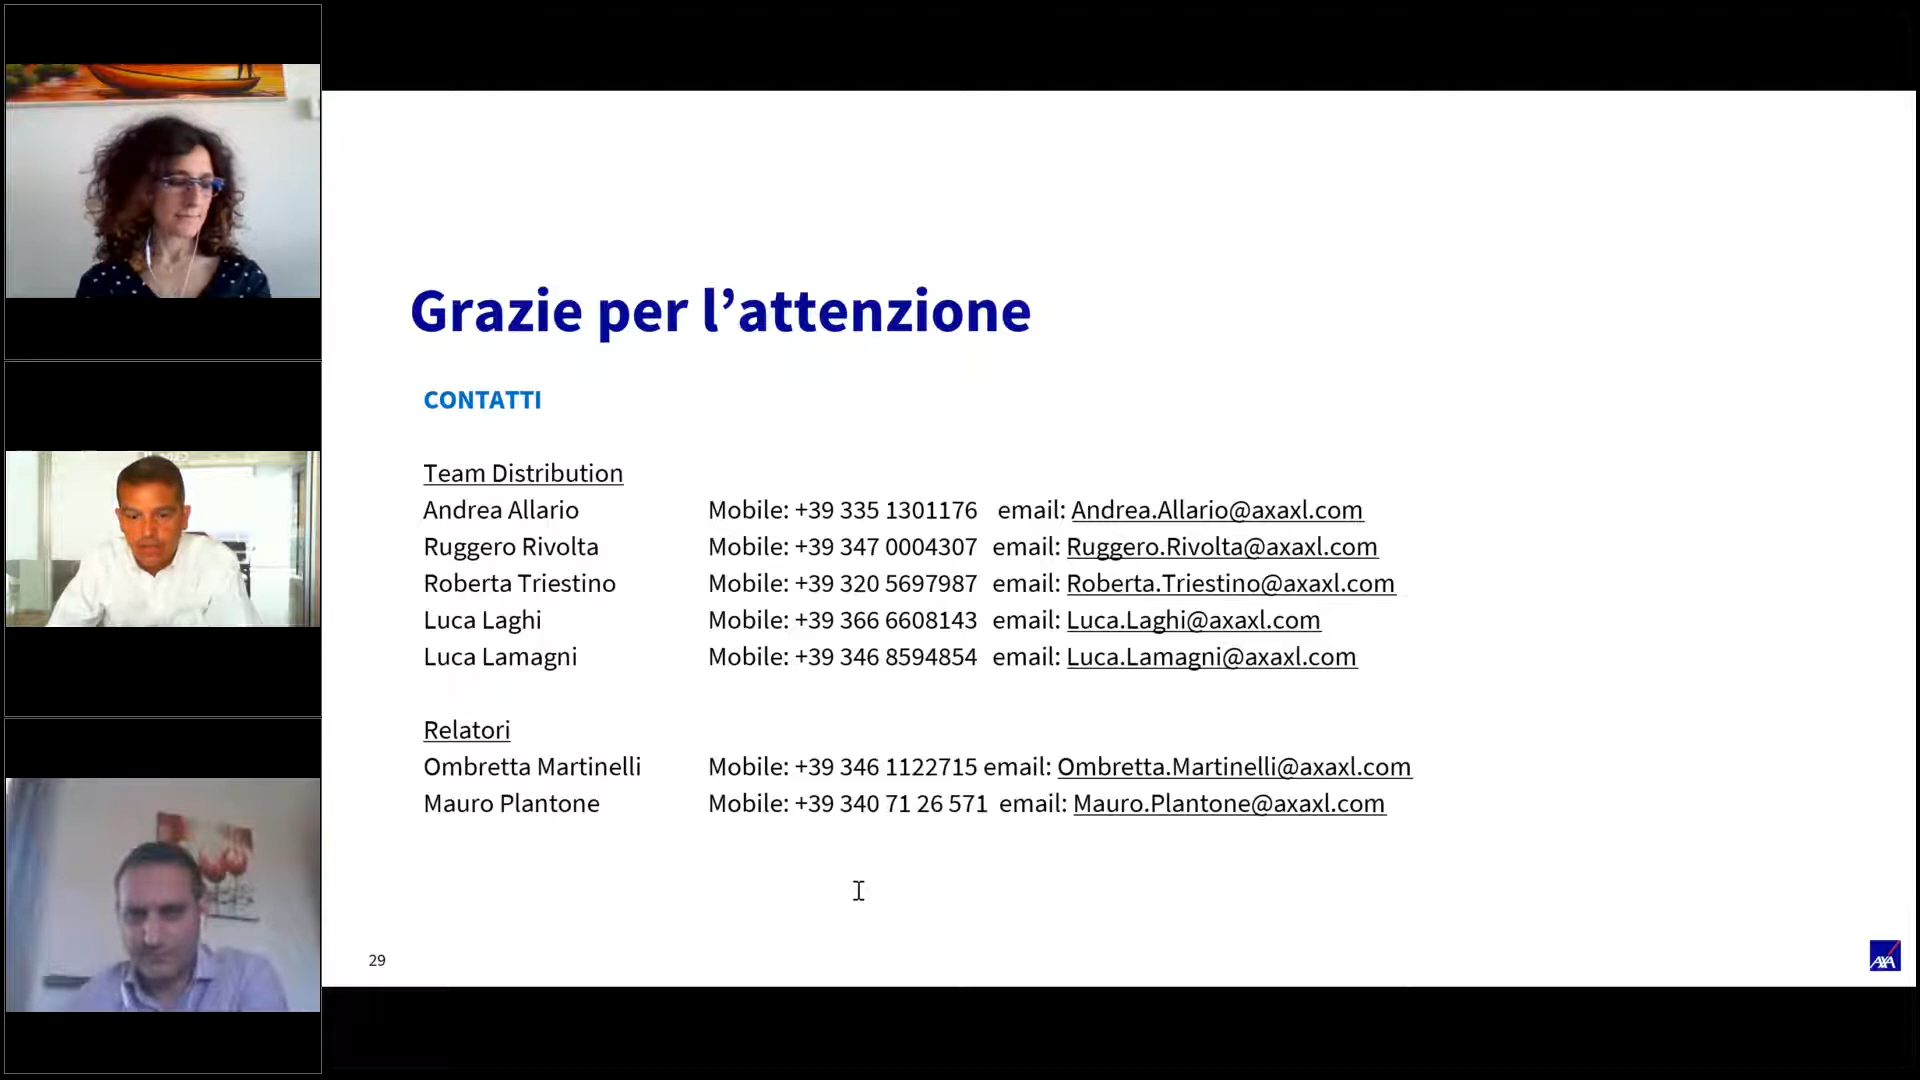 Grazie per l’attenzione
CONTATTI
Team Distribution
Andrea Allario Mobile: +39 335 1301176 email: Andrea.Allario@axaxl.com
Ruggero Rivolta Mobile: +39 347 0004307 email: Ruggero.Rivolta@axaxl.com
Roberta Triestino Mobile: +39 320 5697987 email: Roberta.Triestino@axaxl.com
Luca Laghi Mobile: +39 366 6608143 email: Luca.Laghi@axaxl.com
Luca Lamagni Mobile: +39 346 8594854 email: Luca.Lamagni@axaxl.com
Relatori
Ombretta Martinelli Mobile: +39 346 1122715 email: Ombretta.Martinelli@axaxl.com
Mauro Plantone Mobile: +39 340 71 26 571 email: Mauro.Plantone@axaxl.com
29
AXA